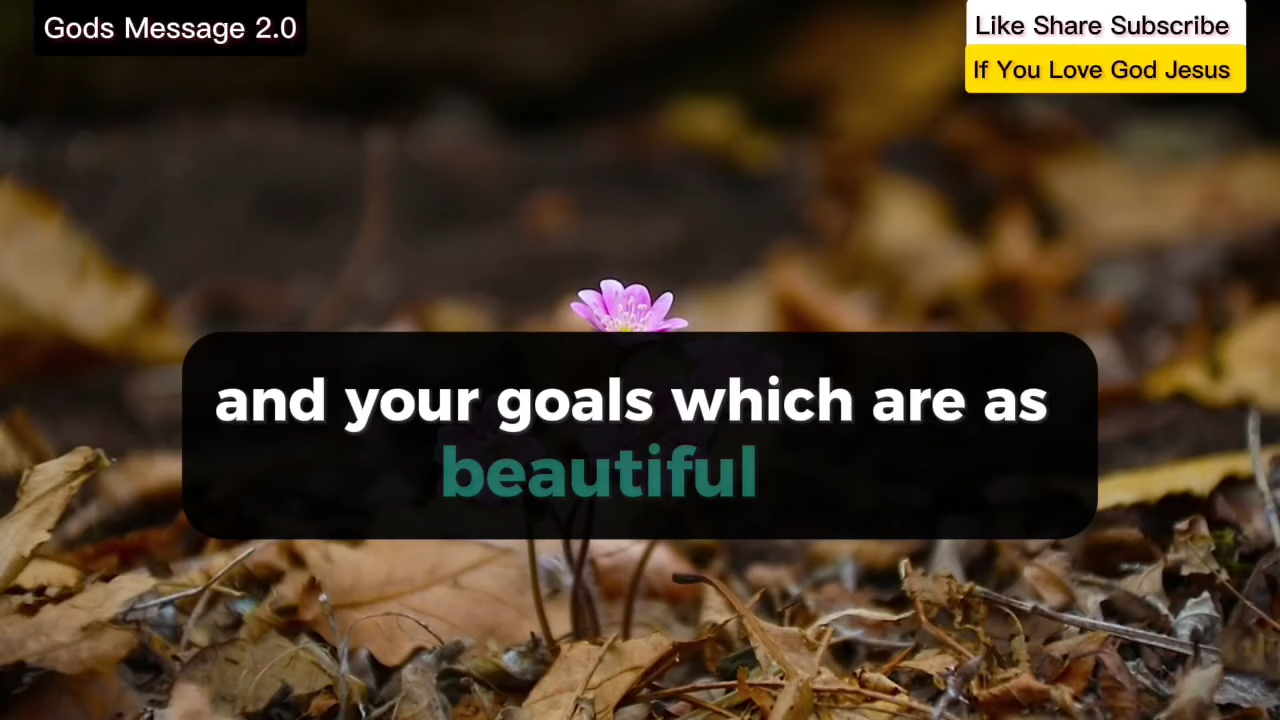 Gods Message 2.0
Like Share Subscribe
If You Love God Jesus
and your goals which are as
beautiful